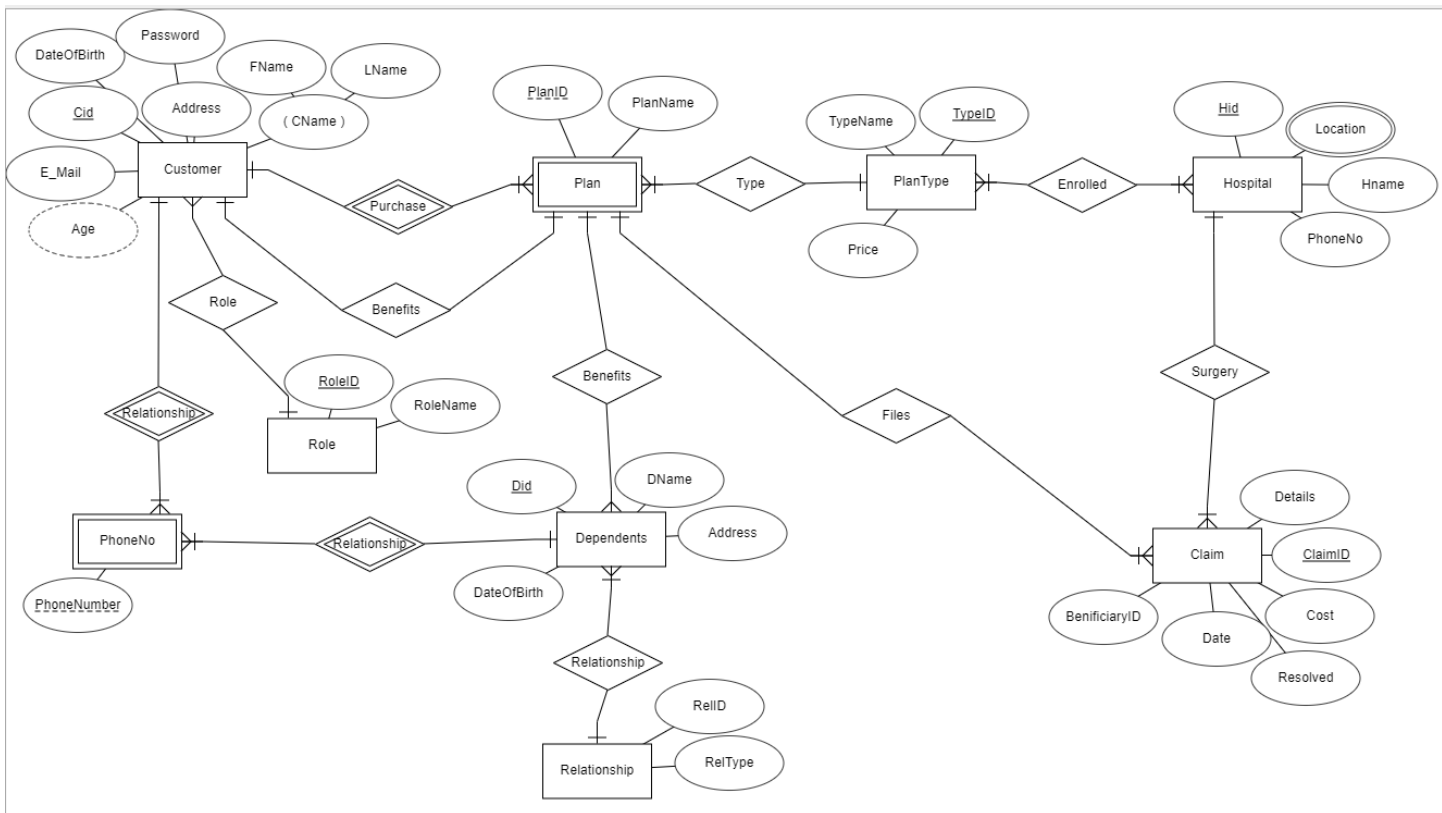 Password
DateOfBirth
FName
LName
Cid
Address
( CName )
E_Mail
Customer
Age
PlanID
PlanName
Plan
Purchase
TypeName
TypeID
Type
PlanType
Price
Enrolled
Hid
Location
Hospital
Hname
PhoneNo
Role
Benefits
RoleID
RoleName
Role
Relationship
Benefits
Files
Surgery
PhoneNo
PhoneNumber
Relationship
Did
DName
Dependents
Address
DateOfBirth
Details
Claim
ClaimID
BenificiaryID
Date
Cost
Resolved
Relationship
RelID
Relationship
RelType